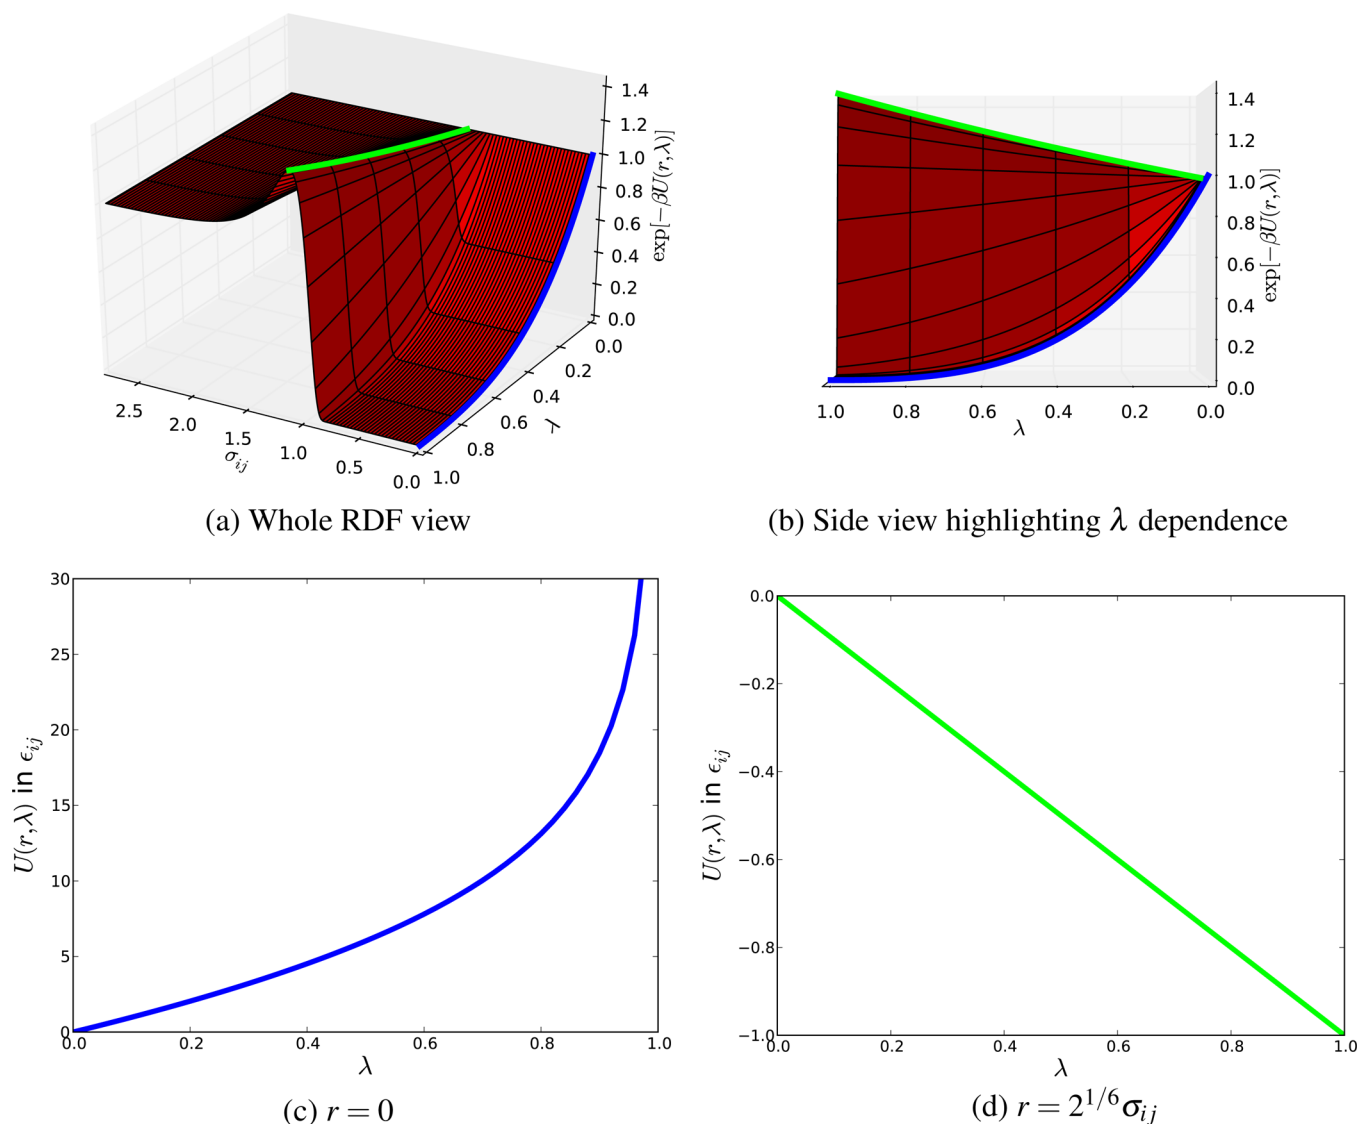 1.4
1.2
1.0
0.8
0.6
0.4
0.2
0.0
exp[−βU(r,λ)]
0.0
0.2
0.4
0.6
0.8
1.0
λ
2.5
2.0
1.5
1.0
0.5
0.0
σij
(a) Whole RDF view
1.4
1.2
1.0
0.8
0.6
0.4
0.2
0.0
exp[−βU(r,λ)]
1.0 0.8 0.6 0.4 0.2 0.0
λ
(b) Side view highlighting λ dependence
30
25
20
15
10
5
0
U(r,λ) in ϵij
0.0 0.2 0.4 0.6 0.8 1.0
λ
(c) r = 0
0.0
−0.2
−0.4
−0.6
−0.8
−1.0
U(r,λ) in ϵij
0.0 0.2 0.4 0.6 0.8 1.0
λ
(d) r = 2^{1/6}σij